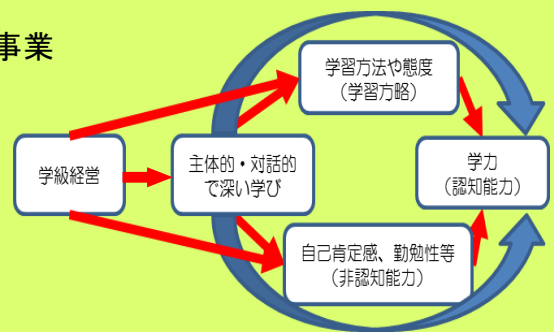 事業
学習方法や態度
（学習方略）
学級経営
主体的・対話的
で深い学び
学力
（認知能力）
自己肯定感、勤勉性等
（非認知能力）